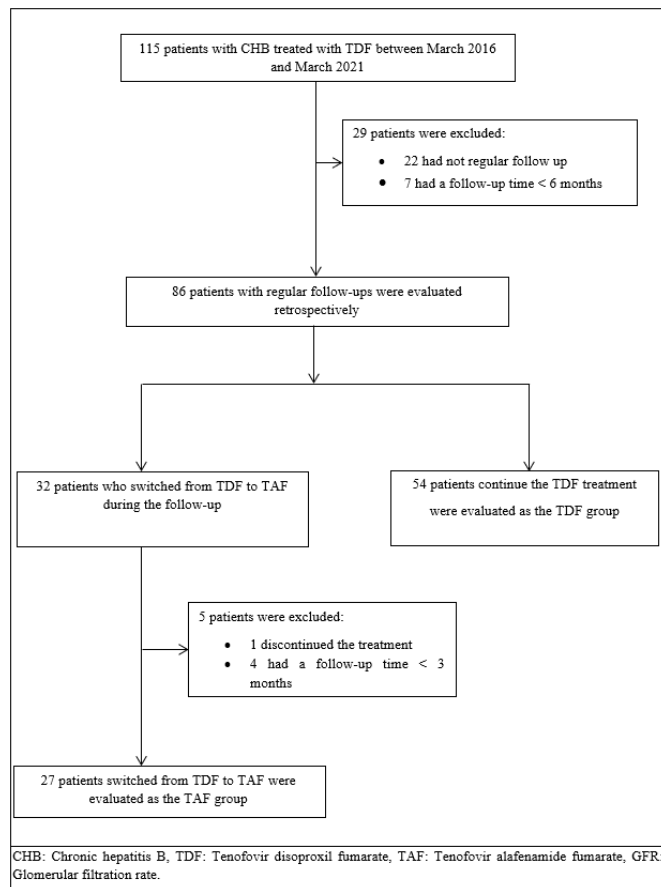 115 patients with CHB treated with TDF between March 2016
and March 2021
29 patients were excluded:
• 22 had not regular follow up
• 7 had a follow-up time < 6 months
86 patients with regular follow-ups were evaluated
retrospectively
32 patients who switched from TDF to TAF
during the follow-up
54 patients continue the TDF treatment
were evaluated as the TDF group
5 patients were excluded:
• 1 discontinued the treatment
• 4 had a follow-up time < 3
months
27 patients switched from TDF to TAF were
evaluated as the TAF group
CHB: Chronic hepatitis B, TDF: Tenofovir disoproxil fumarate, TAF: Tenofovir alafenamide fumarate, GFR:
Glomerular filtration rate.